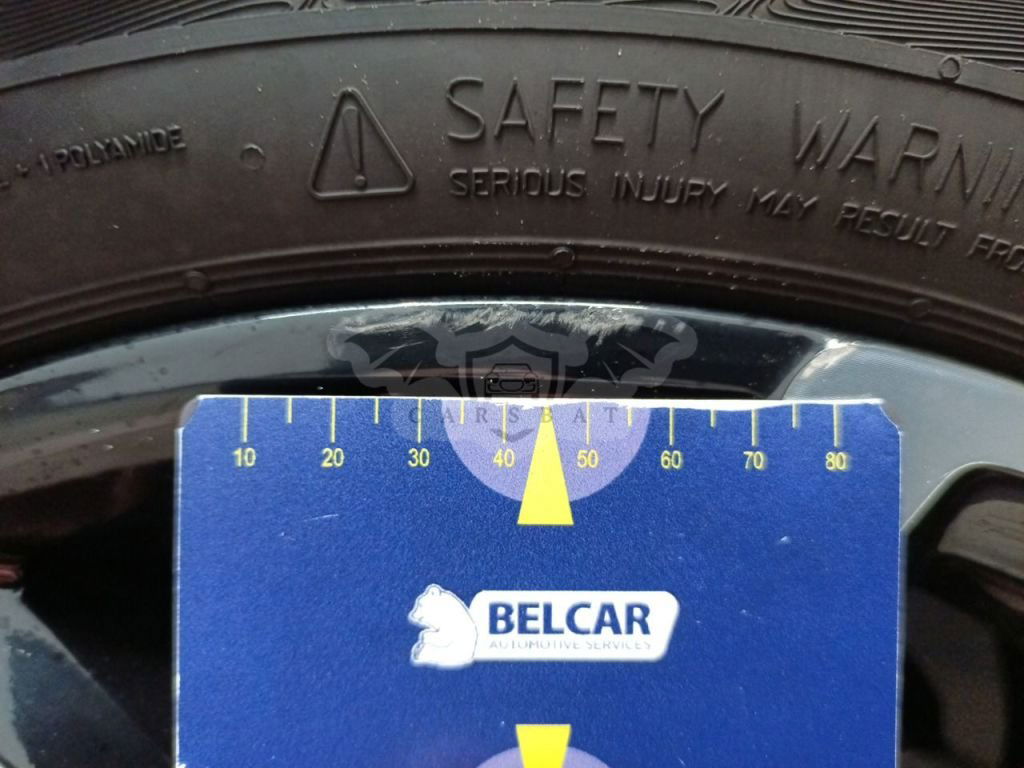 + 1 POLYAMIDE
SAFETY WARNI
SERIOUS INJURY MAY RESULT FRO
CARSBAT
10 20 30 40 50 60 70 80
BELCAR
AUTOMOTIVE SERVICES